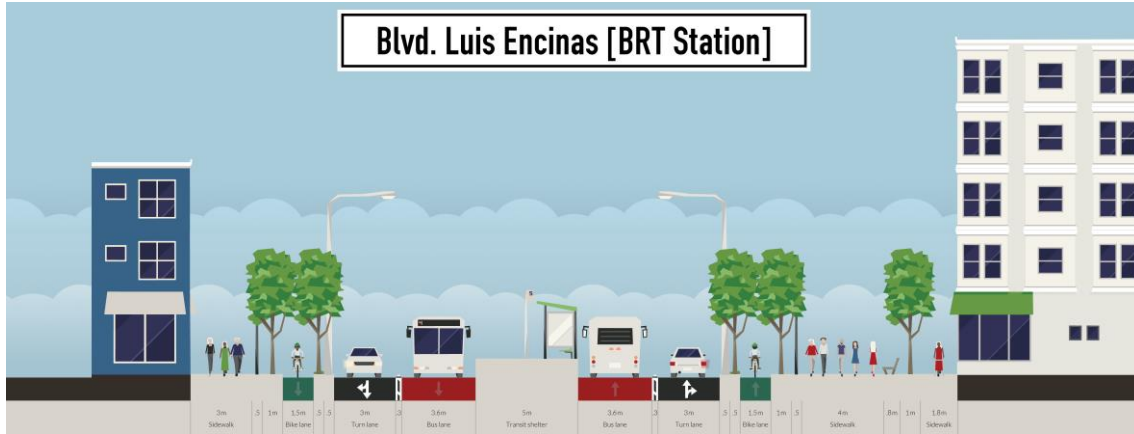 Blvd. Luis Encinas [BRT Station]
3m .5 1m 1.5m .5 .5 3m .3 3.6m 5m 3.6m .3 3m .5 .5 1.5m 1m .5 4m .8m 1m 1.8m
Sidewalk Bike lane Turn lane Bus lane Transit shelter Bus lane Turn lane Bike lane Sidewalk Sidewalk